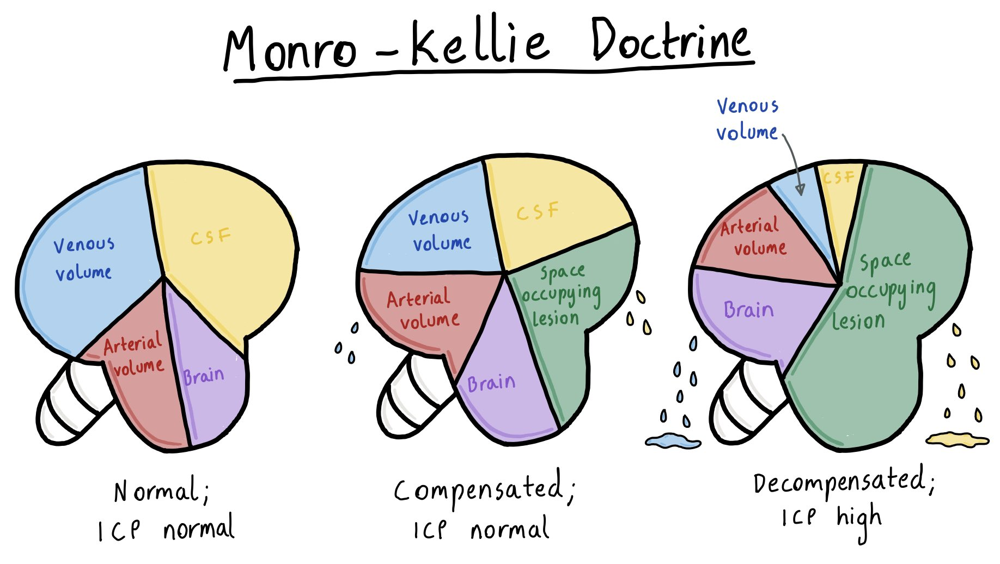 Monro-Kellie Doctrine
Venous
volume
CSF
Arterial
volume
Brain
Normal;
ICP normal
Venous
volume
CSF
Arterial
volume
Space
occupying
lesion
Brain
Compensated;
ICP normal
Venous
volume
CSF
Arterial
volume
Brain
Space
occupying
lesion
Decompensated;
ICP high